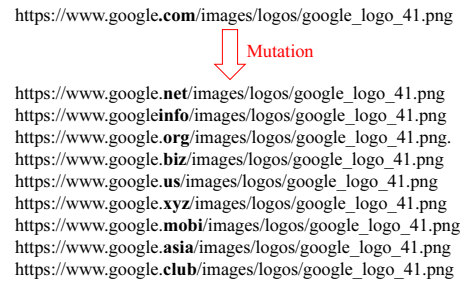 https://www.google.com/images/logos/google_logo_41.png
Mutation
https://www.google.net/images/logos/google_logo_41.png
https://www.googleinfo/images/logos/google_logo_41.png
https://www.google.org/images/logos/google_logo_41.png.
https://www.google.biz/images/logos/google_logo_41.png
https://www.google.us/images/logos/google_logo_41.png
https://www.google.xyz/images/logos/google_logo_41.png
https://www.google.mobi/images/logos/google_logo_41.png
https://www.google.asia/images/logos/google_logo_41.png
https://www.google.club/images/logos/google_logo_41.png